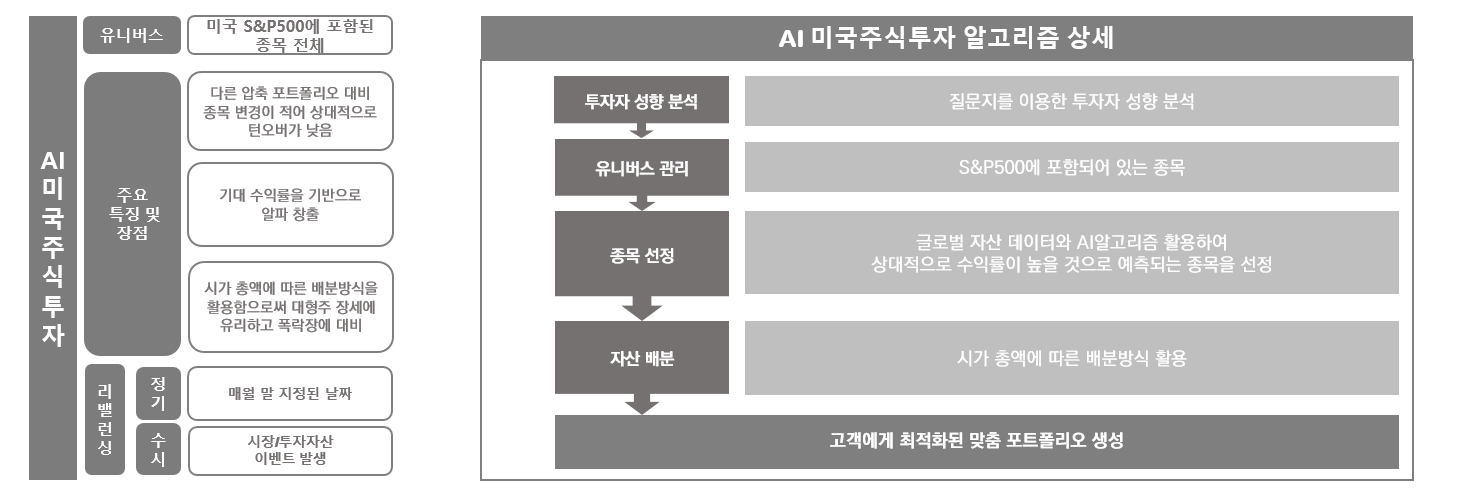 AI
미
국
주
식
투
자
유니버스
미국 S&P500에 포함된
종목 전체
주요
특징 및
장점
다른 압축 포트폴리오 대비
종목 변경이 적어 상대적으로
턴오버가 낮음
기대 수익률을 기반으로
알파 창출
시가 총액에 따른 배분방식을
활용함으로써 대형주 장세에
유리하고 폭락장에 대비
리
밸
런
싱
정
기
매월 말 지정된 날짜
수
시
시장/투자자산
이벤트 발생
AI 미국주식투자 알고리즘 상세
투자자 성향 분석
질문지를 이용한 투자자 성향 분석
유니버스 관리
S&P500에 포함되어 있는 종목
종목 선정
글로벌 자산 데이터와 AI알고리즘 활용하여
상대적으로 수익률이 높을 것으로 예측되는 종목을 선정
자산 배분
시가 총액에 따른 배분방식 활용
고객에게 최적화된 맞춤 포트폴리오 생성